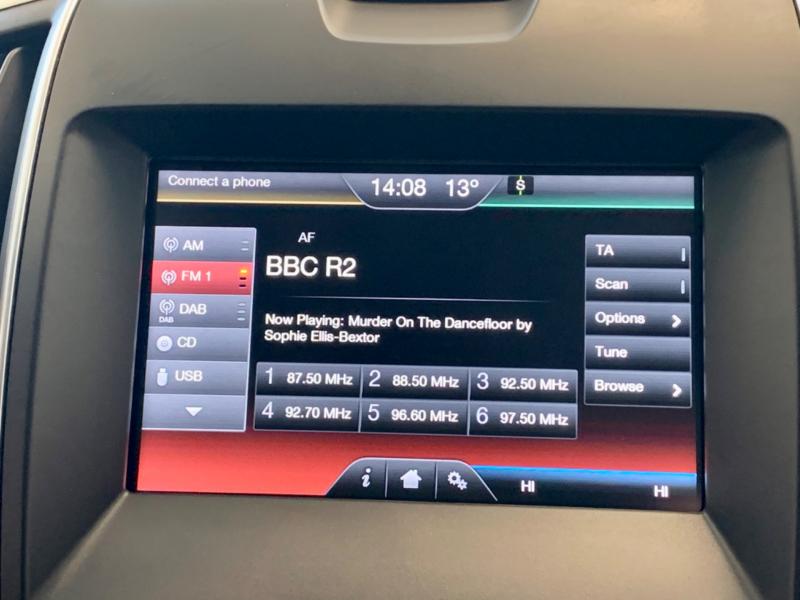 Connect a phone
14:08 13°
S
AM
FM 1
DAB
DAB
CD
USB
AF
BBC R2
Now Playing: Murder On The Dancefloor by
Sophie Ellis-Bextor
1 87.50 MHz 2 88.50 MHz 3 92.50 MHz
4 92.70 MHz 5 96.60 MHz 6 97.50 MHz
TA
Scan
Options
Tune
Browse
i
HI HI